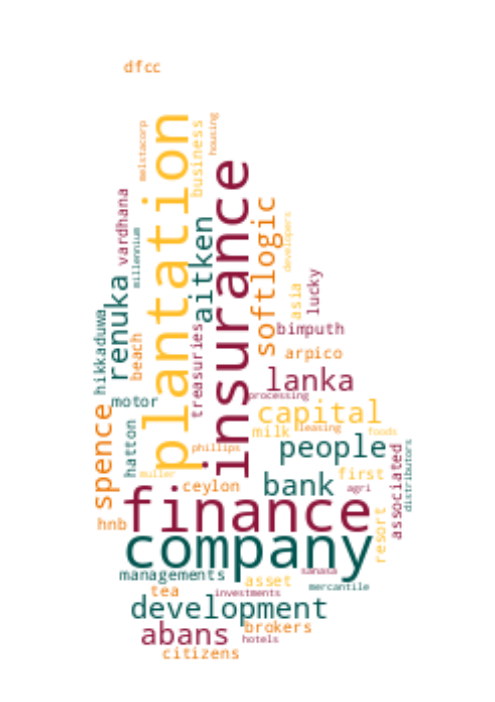 dfcc
plantation
insurance
melstacorp
business
housing
vardhana
millennium
aitken
softlogic
developers
renuka
hikkaduwa
beach
treasuries
asia
lucky
bimputh
arpico
motor
lanka
processing
capital
spence
hatton
milk
leasing
foods
phillips
people
muller
ceylon
bank
first
agri
associated
distributors
hnb
finance
resort
company
managements
sanasa
asset
mercantile
tea
investments
development
abans
brokers
hotels
citizens